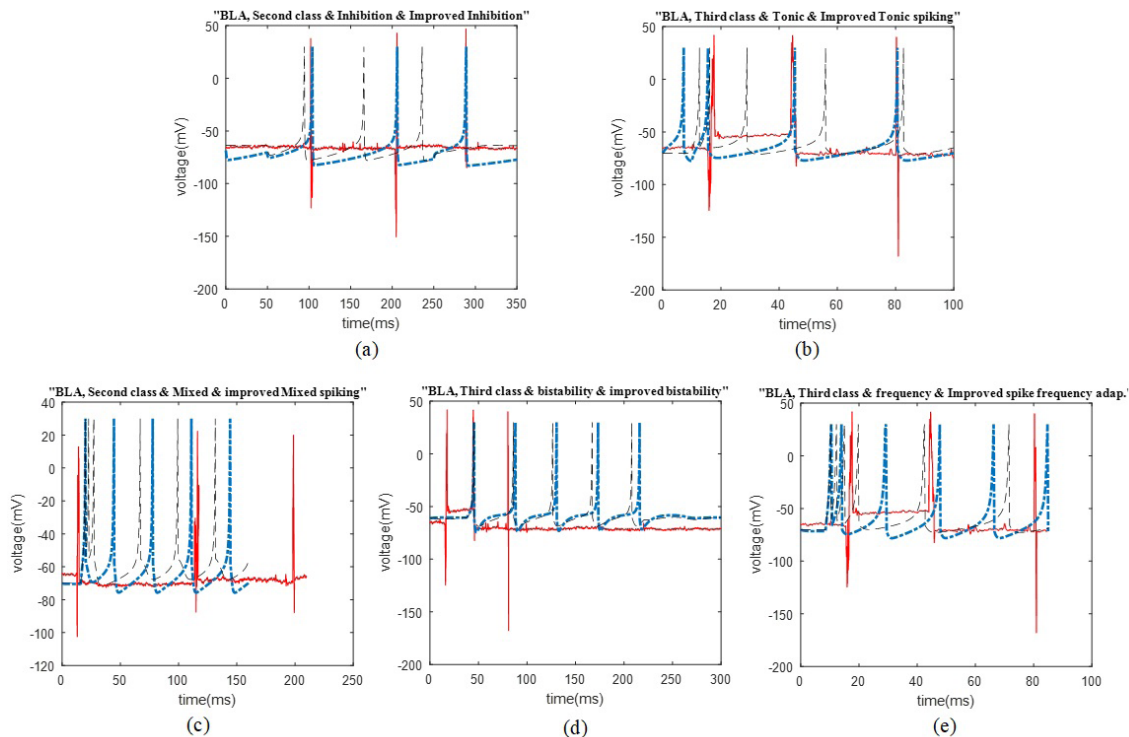 "BLA, Second class & Inhibition & Improved Inhibition"
voltage(mV)
50
0
-50
-100
-150
-200
0 50 100 150 200 250 300 350
time(ms)
(a)
"BLA, Third class & Tonic & Improved Tonic spiking"
voltage(mV)
50
0
-50
-100
-150
-200
0 20 40 60 80 100
time(ms)
(b)
"BLA, Second class & Mixed & improved Mixed spiking"
voltage(mV)
40
20
0
-20
-40
-60
-80
-100
-120
0 50 100 150 200 250
time(ms)
(c)
"BLA, Third class & bistability & improved bistability"
voltage(mV)
50
0
-50
-100
-150
-200
0 50 100 150 200 250 300
time(ms)
(d)
"BLA, Third class & frequency & Improved spike frequency adap."
voltage(mV)
50
0
-50
-100
-150
-200
0 20 40 60 80 100
time(ms)
(e)